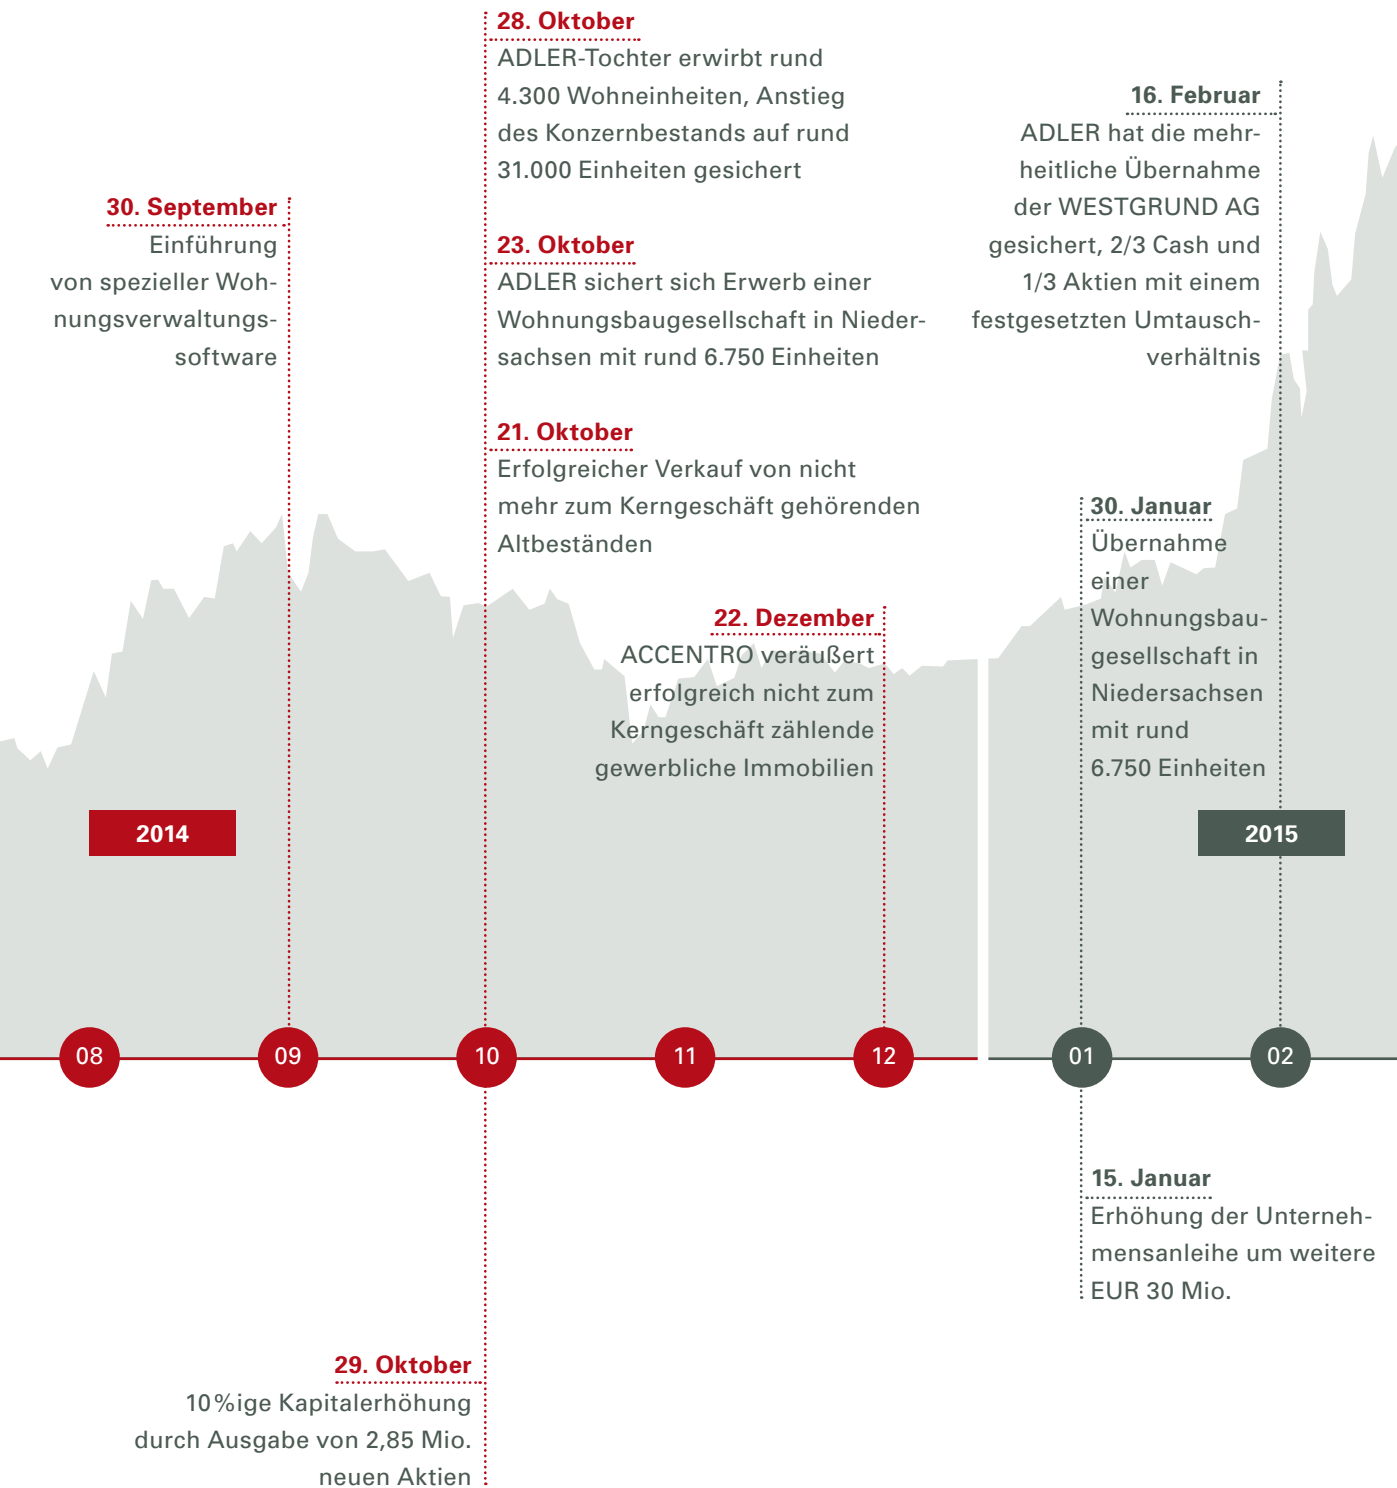 28. Oktober
ADLER-Tochter erwirbt rund
4.300 Wohneinheiten, Anstieg
des Konzernbestands auf rund
31.000 Einheiten gesichert
16. Februar
ADLER hat die mehr-
heitliche Übernahme
der WESTGRUND AG
gesichert, 2/3 Cash und
1/3 Aktien mit einem
festgesetzten Umtausch-
verhältnis
30. September
Einführung
von spezieller Woh-
nungsverwaltungs-
software
23. Oktober
ADLER sichert sich Erwerb einer
Wohnungsbaugesellschaft in Nieder-
sachsen mit rund 6.750 Einheiten
21. Oktober
Erfolgreicher Verkauf von nicht
mehr zum Kerngeschäft gehörenden
Altbeständen
30. Januar
Übernahme
einer
Wohnungsbau-
gesellschaft in
Niedersachsen
mit rund
6.750 Einheiten
22. Dezember
ACCENTRO veräußert
erfolgreich nicht zum
Kerngeschäft zählende
gewerbliche Immobilien
2014
2015
08
09
10
11
12
01
02
15. Januar
Erhöhung der Unterneh-
mensanleihe um weitere
EUR 30 Mio.
29. Oktober
10%ige Kapitalerhöhung
durch Ausgabe von 2,85 Mio.
neuen Aktien